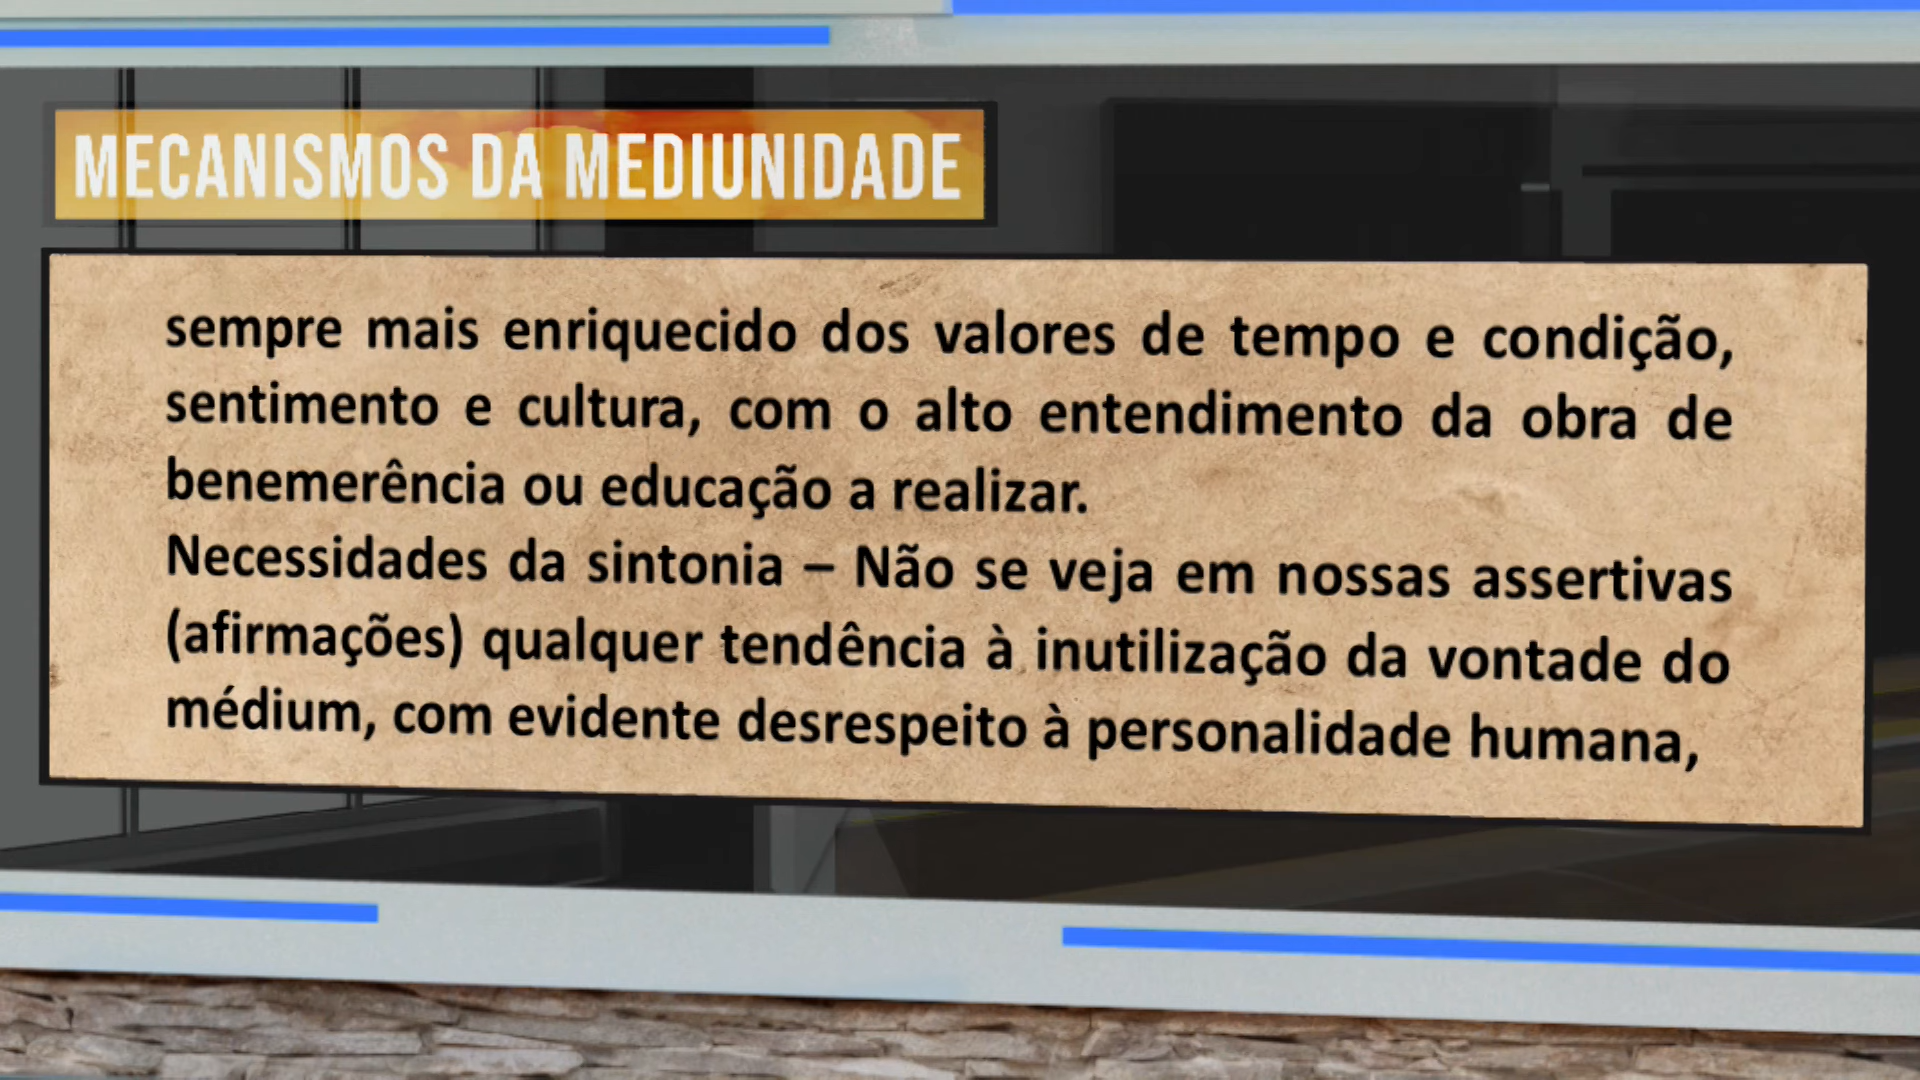 MECANISMOS DA MEDIUNIDADE
sempre mais enriquecido dos valores de tempo e condição,
sentimento e cultura, com o alto entendimento da obra de
benemerência ou educação a realizar.
Necessidades da sintonia – Não se veja em nossas assertivas
(afirmações) qualquer tendência à inutilização da vontade do
médium, com evidente desrespeito à personalidade humana,